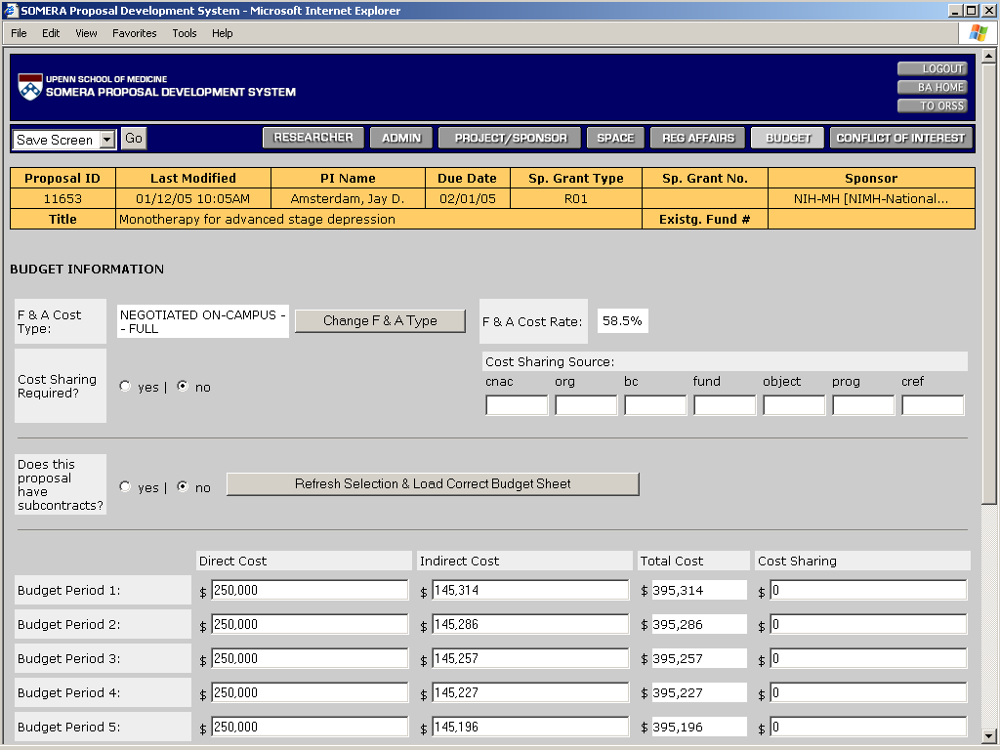 SOMERA Proposal Development System - Microsoft Internet Explorer
File Edit View Favorites Tools Help
UPENN SCHOOL OF MEDICINE
SOMERA PROPOSAL DEVELOPMENT SYSTEM
LOGOUT
BA HOME
TO ORSS
Save Screen Go RESEARCHER ADMIN PROJECT/SPONSOR SPACE REG AFFAIRS BUDGET CONFLICT OF INTEREST
Proposal ID Last Modified PI Name Due Date Sp. Grant Type Sp. Grant No. Sponsor
11653 01/12/05 10:05AM Amsterdam, Jay D. 02/01/05 R01 NIH-MH [NIMH-National...
Title Monotherapy for advanced stage depression Existg. Fund #
BUDGET INFORMATION
F & A Cost
Type:
NEGOTIATED ON-CAMPUS -
- FULL
Change F & A Type
F & A Cost Rate: 58.5%
Cost Sharing
Required?
yes | no
Cost Sharing Source:
cnac org bc fund object prog cref
Does this
proposal
have
subcontracts?
yes | no
Refresh Selection & Load Correct Budget Sheet
Direct Cost Indirect Cost Total Cost Cost Sharing
Budget Period 1: $ 250,000 $ 145,314 $ 395,314 $ 0
Budget Period 2: $ 250,000 $ 145,286 $ 395,286 $ 0
Budget Period 3: $ 250,000 $ 145,257 $ 395,257 $ 0
Budget Period 4: $ 250,000 $ 145,227 $ 395,227 $ 0
Budget Period 5: $ 250,000 $ 145,196 $ 395,196 $ 0